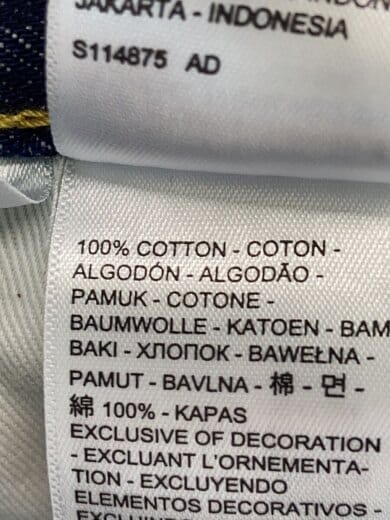 JAKARTA - INDONESIA
S114875 AD
100% COTTON - COTON -
ALGODÓN - ALGODÃO -
PAMUK - COTONE -
BAUMWOLLE - KATOEN - BAM
BAKI - ХЛОПОК - BAWEŁNA -
PAMUT - BAVLNA - 棉 - 면 -
綿 100% - KAPAS
EXCLUSIVE OF DECORATION
- EXCLUANT L'ORNEMENTA-
TION - EXCLUYENDO
ELEMENTOS DECORATIVOS -